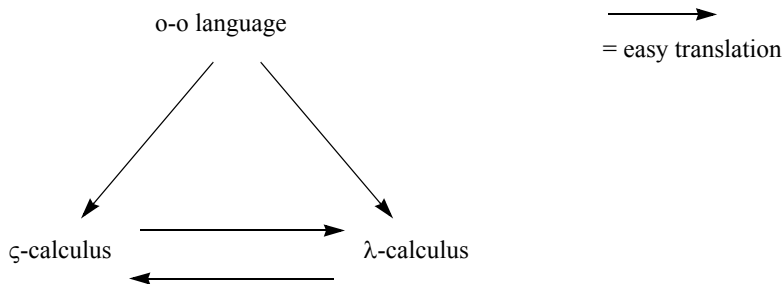 o-o language
= easy translation
ς-calculus
λ-calculus